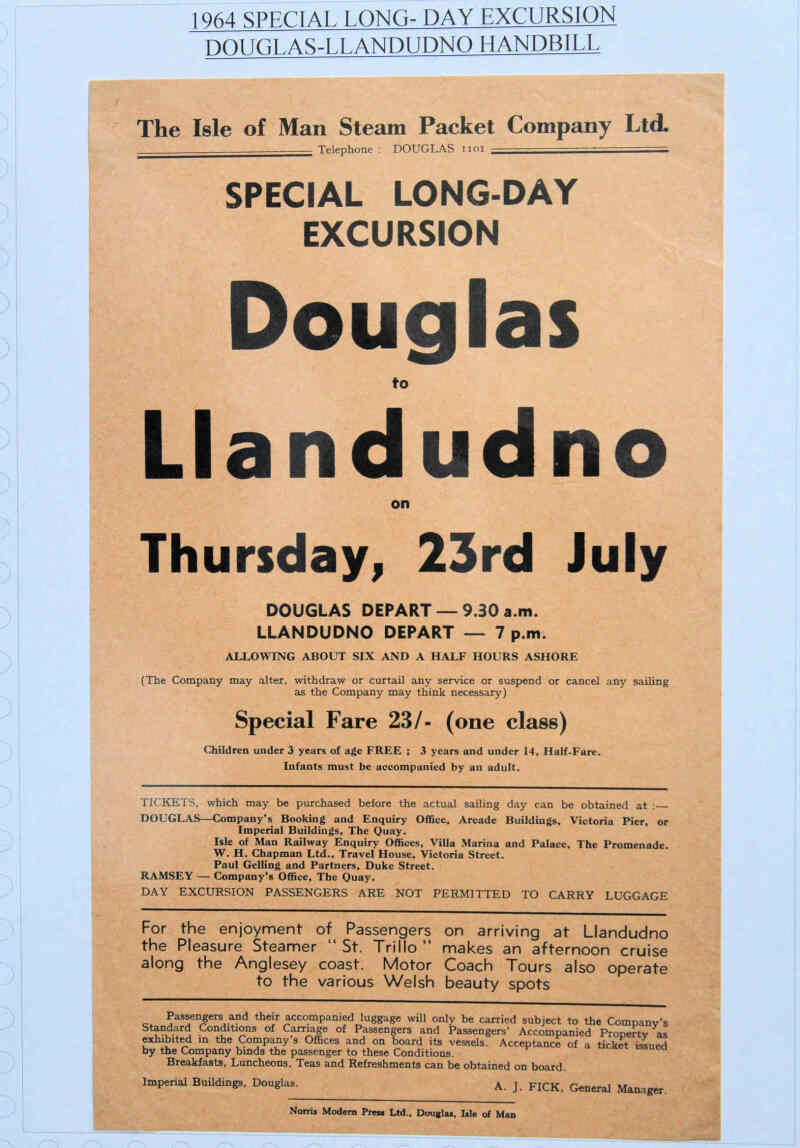 1964 SPECIAL LONG- DAY EXCURSION
DOUGLAS-LLANDUDNO HANDBILL
The Isle of Man Steam Packet Company Ltd.
Telephone : DOUGLAS 1101
SPECIAL LONG-DAY
EXCURSION
Douglas
to
Llandudno
on
Thursday, 23rd July
DOUGLAS DEPART — 9.30 a.m.
LLANDUDNO DEPART — 7 p.m.
ALLOWING ABOUT SIX AND A HALF HOURS ASHORE
(The Company may alter, withdraw or curtail any service or suspend or cancel any sailing
as the Company may think necessary)
Special Fare 23/- (one class)
Children under 3 years of age FREE ; 3 years and under 14, Half-Fare.
Infants must be accompanied by an adult.
TICKETS, which may be purchased before the actual sailing day can be obtained at :—
DOUGLAS—Company's Booking and Enquiry Office, Arcade Buildings, Victoria Pier, or
Imperial Buildings, The Quay.
Isle of Man Railway Enquiry Offices, Villa Marina and Palace, The Promenade.
W. H. Chapman Ltd., Travel House, Victoria Street.
Paul Gelling and Partners, Duke Street.
RAMSEY — Company's Office, The Quay.
DAY EXCURSION PASSENGERS ARE NOT PERMITTED TO CARRY LUGGAGE
For the enjoyment of Passengers on arriving at Llandudno
the Pleasure Steamer " St. Trillo " makes an afternoon cruise
along the Anglesey coast. Motor Coach Tours also operate
to the various Welsh beauty spots
Passengers and their accompanied luggage will only be carried subject to the Company's
Standard Conditions of Carriage of Passengers and Passengers' Accompanied Property as
exhibited in the Company's Offices and on board its vessels. Acceptance of a ticket issued
by the Company binds the passenger to these Conditions.
Breakfasts, Luncheons, Teas and Refreshments can be obtained on board.
Imperial Buildings, Douglas. A. J. FICK, General Manager.
Norris Modern Press Ltd., Douglas, Isle of Man